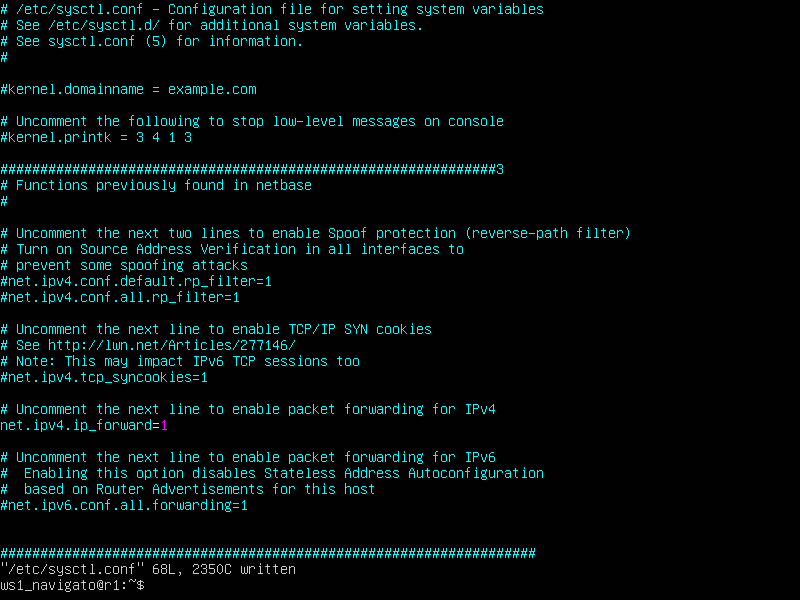 # /etc/sysctl.conf - Configuration file for setting system variables
# See /etc/sysctl.d/ for additional system variables.
# See sysctl.conf (5) for information.
#
#kernel.domainname = example.com
# Uncomment the following to stop low-level messages on console
#kernel.printk = 3 4 1 3
##############################################################3
# Functions previously found in netbase
#
# Uncomment the next two lines to enable Spoof protection (reverse-path filter)
# Turn on Source Address Verification in all interfaces to
# prevent some spoofing attacks
#net.ipv4.conf.default.rp_filter=1
#net.ipv4.conf.all.rp_filter=1
# Uncomment the next line to enable TCP/IP SYN cookies
# See http://lwn.net/Articles/277146/
# Note: This may impact IPv6 TCP sessions too
#net.ipv4.tcp_syncookies=1
# Uncomment the next line to enable packet forwarding for IPv4
net.ipv4.ip_forward=1
# Uncomment the next line to enable packet forwarding for IPv6
#  Enabling this option disables Stateless Address Autoconfiguration
#  based on Router Advertisements for this host
#net.ipv6.conf.all.forwarding=1
###################################################################
"/etc/sysctl.conf" 68L, 2350C written
ws1_navigato@r1:~$